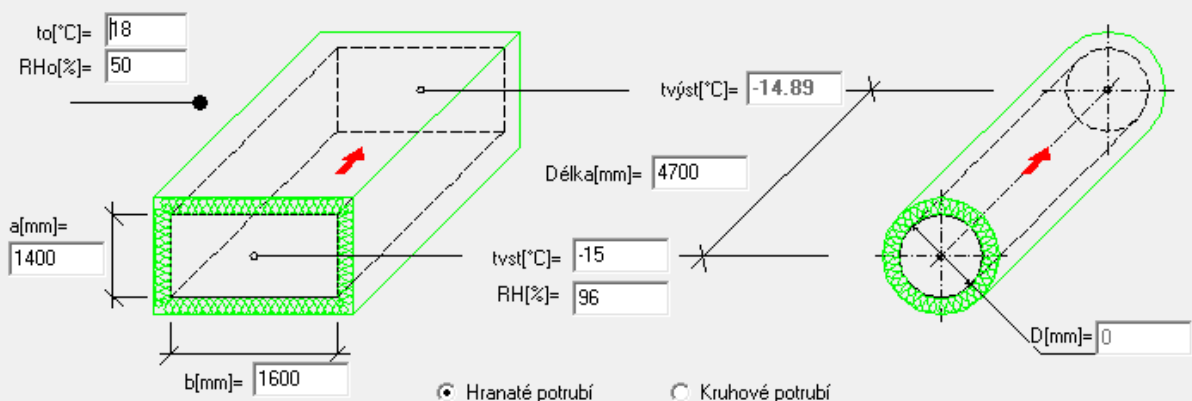 to[°C]= 18
RHo[%]= 50
tvýst[°C]= -14.89
Délka[mm]= 4700
a[mm]=
1400
tvst[°C]= -15
RH[%]= 96
D[mm]= 0
b[mm]= 1600
Hranaté potrubí Kruhové potrubí